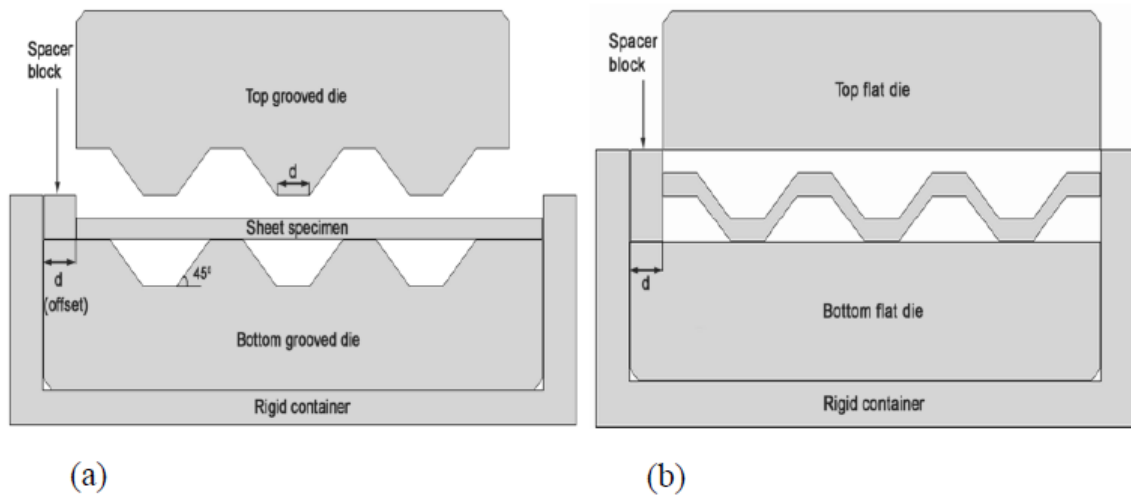 Spacer
block
Top grooved die
d
Sheet specimen
45⁰
d
(offset)
Bottom grooved die
Rigid container
(a)
Spacer
block
Top flat die
d
Bottom flat die
Rigid container
(b)